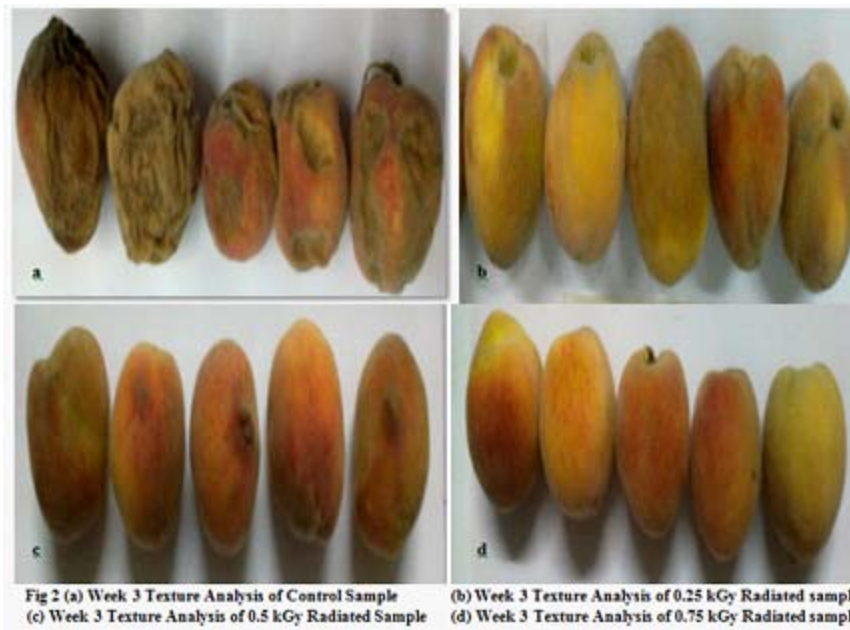 a
b
c
d
Fig 2 (a) Week 3 Texture Analysis of Control Sample (b) Week 3 Texture Analysis of 0.25 kGy Radiated sampl
(c) Week 3 Texture Analysis of 0.5 kGy Radiated Sample (d) Week 3 Texture Analysis of 0.75 kGy Radiated sampl